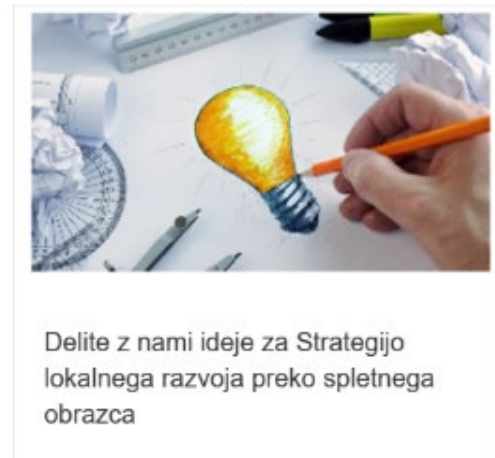 Delite z nami ideje za Strategijo
lokalnega razvoja preko spletnega
obrazca